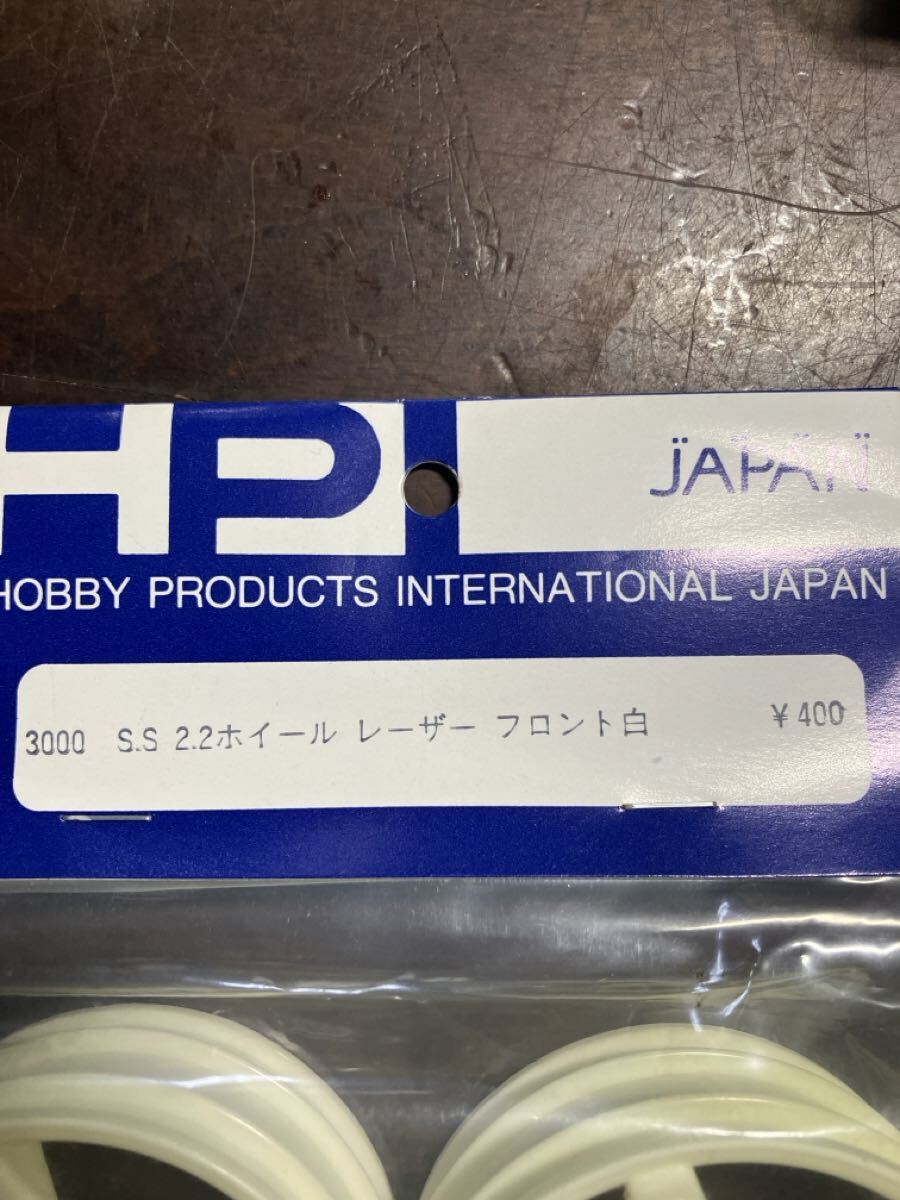 HPI
JAPAN
HOBBY PRODUCTS INTERNATIONAL JAPAN
3000 S.S 2.2ホイール レーザー フロント白 ¥400